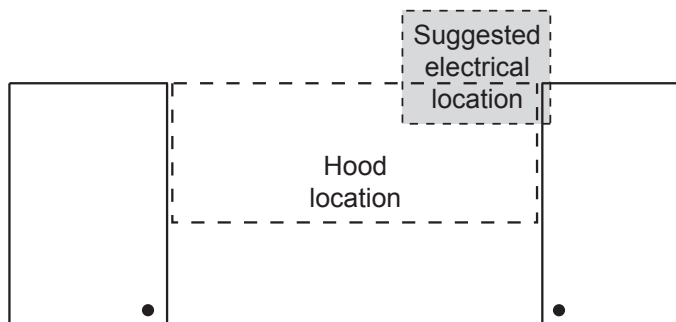 Suggested
electrical
location
Hood
location